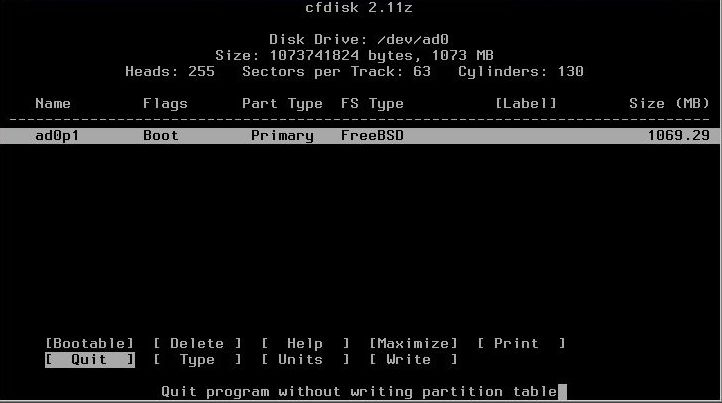 cfdisk 2.11z
Disk Drive: /dev/ad0
Size: 1073741824 bytes, 1073 MB
Heads: 255   Sectors per Track: 63   Cylinders: 130
Name   Flags   Part Type   FS Type   [Label]   Size (MB)
ad0p1   Boot   Primary   FreeBSD   1069.29
[Bootable]  [ Delete ]  [  Help  ]  [Maximize]  [ Print  ]
[  Quit  ]  [  Type  ]  [ Units  ]  [ Write  ]
Quit program without writing partition table